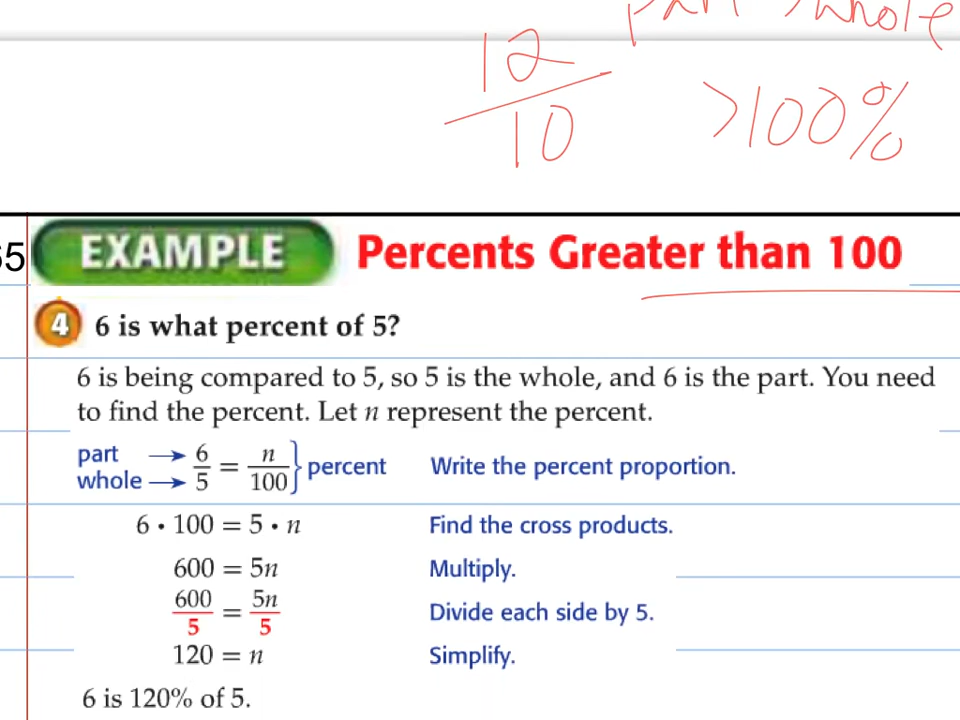 part > whole
12
10
>100%
65
EXAMPLE Percents Greater than 100
4 6 is what percent of 5?
6 is being compared to 5, so 5 is the whole, and 6 is the part. You need
to find the percent. Let n represent the percent.
part → 6/5 = n/100 } percent Write the percent proportion.
whole →
6 • 100 = 5 • n Find the cross products.
600 = 5n Multiply.
600/5 = 5n/5 Divide each side by 5.
120 = n Simplify.
6 is 120% of 5.